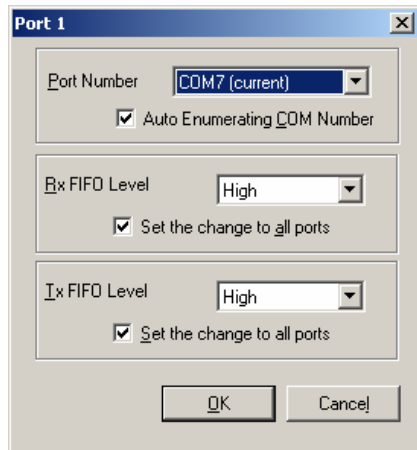 Port 1
Port Number COM7 (current)
Auto Enumerating COM Number
Rx FIFO Level High
Set the change to all ports
Tx FIFO Level High
Set the change to all ports
OK Cancel